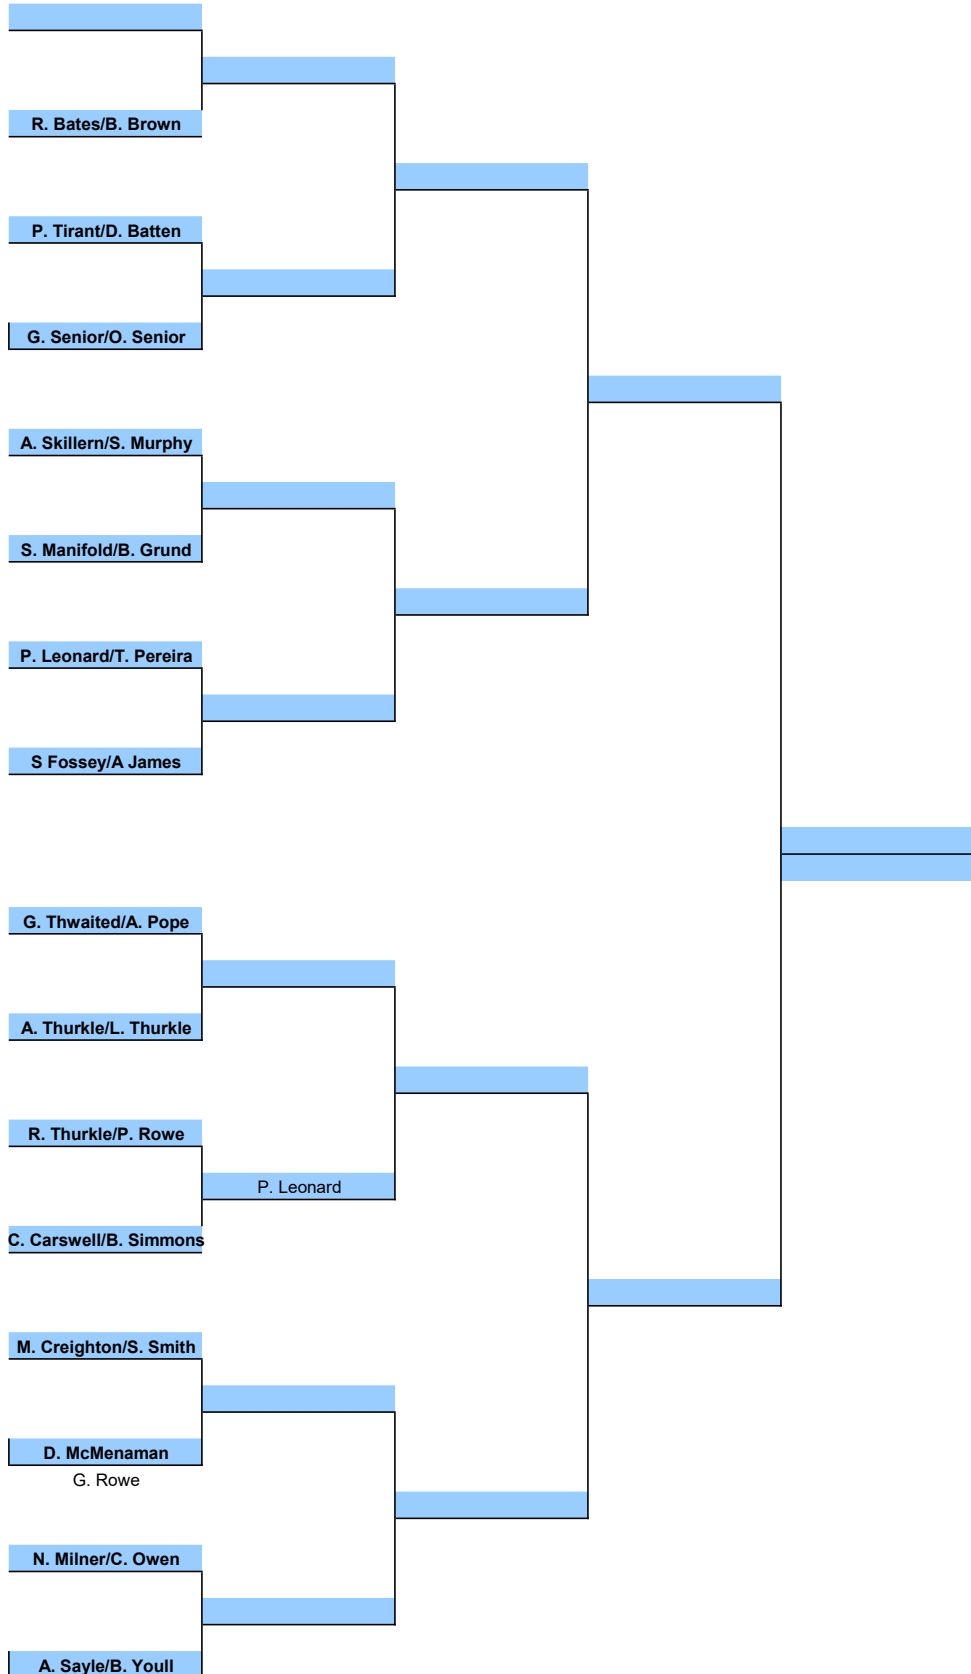 R. Bates/B. Brown
P. Tirant/D. Batten
G. Senior/O. Senior
A. Skillern/S. Murphy
S. Manifold/B. Grund
P. Leonard/T. Pereira
S Fossey/A James
G. Thwaited/A. Pope
A. Thurkle/L. Thurkle
R. Thurkle/P. Rowe
P. Leonard
C. Carswell/B. Simmons
M. Creighton/S. Smith
D. McMenaman
G. Rowe
N. Milner/C. Owen
A. Sayle/B. Youll